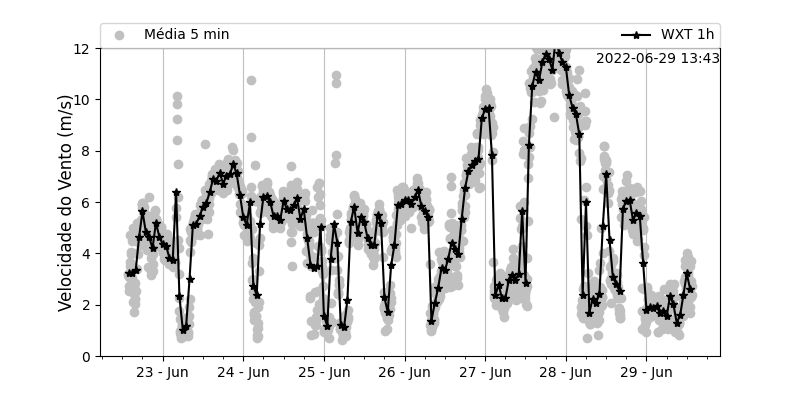 Média 5 min
WXT 1h
2022-06-29 13:43
Velocidade do Vento (m/s)
12
10
8
6
4
2
0
23 - Jun
24 - Jun
25 - Jun
26 - Jun
27 - Jun
28 - Jun
29 - Jun